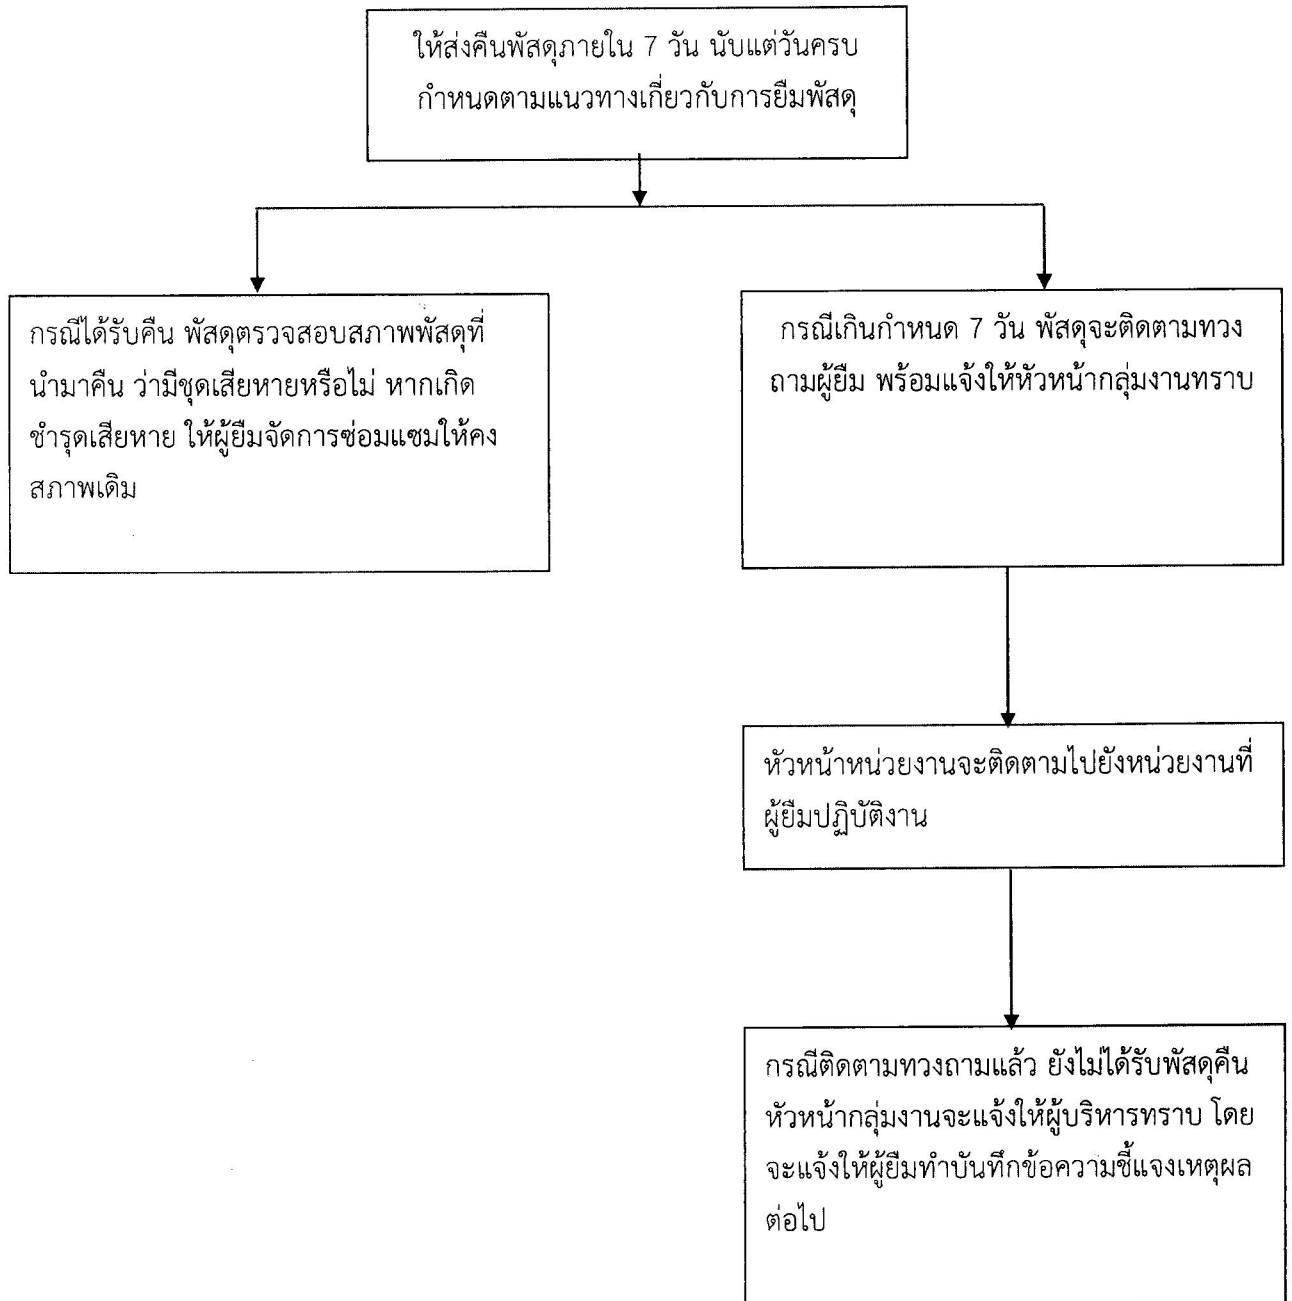 ให้ส่งคืนพัสดุภายใน 7 วัน นับแต่วันครบ
กำหนดตามแนวทางเกี่ยวกับการยืมพัสดุ
กรณีได้รับคืน พัสดุตรวจสอบสภาพพัสดุที่
นำมาคืน ว่ามีชุดเสียหายหรือไม่ หากเกิด
ชำรุดเสียหาย ให้ผู้ยืมจัดการซ่อมแซมให้คง
สภาพเดิม
กรณีเกินกำหนด 7 วัน พัสดุจะติดตามทวง
ถามผู้ยืม พร้อมแจ้งให้หัวหน้ากลุ่มงานทราบ
หัวหน้าหน่วยงานจะติดตามไปยังหน่วยงานที่
ผู้ยืมปฏิบัติงาน
กรณีติดตามทวงถามแล้ว ยังไม่ได้รับพัสดุคืน
หัวหน้ากลุ่มงานจะแจ้งให้ผู้บริหารทราบ โดย
จะแจ้งให้ผู้ยืมทำบันทึกข้อความชี้แจงเหตุผล
ต่อไป